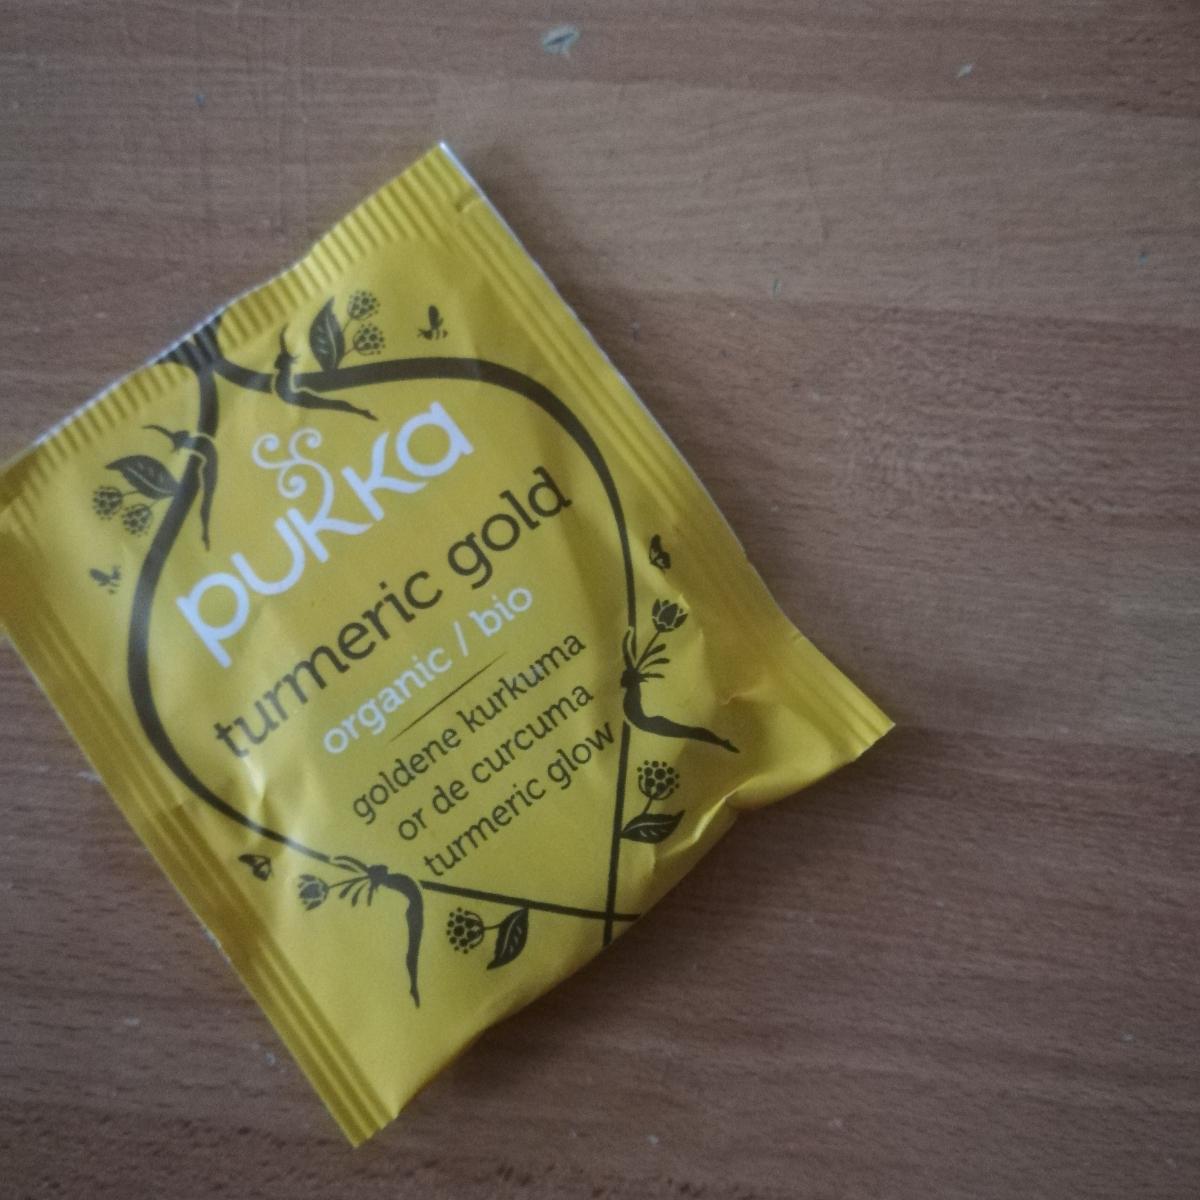 pukka
turmeric gold
organic / bio
goldene kurkuma
or de curcuma
turmeric glow